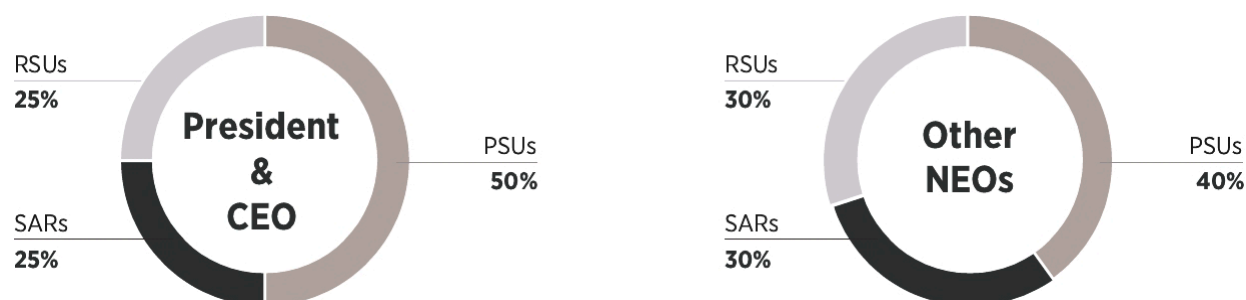 RSUs
25%
President
&
CEO
PSUs
50%
SARs
25%
RSUs
30%
Other
NEOs
PSUs
40%
SARs
30%